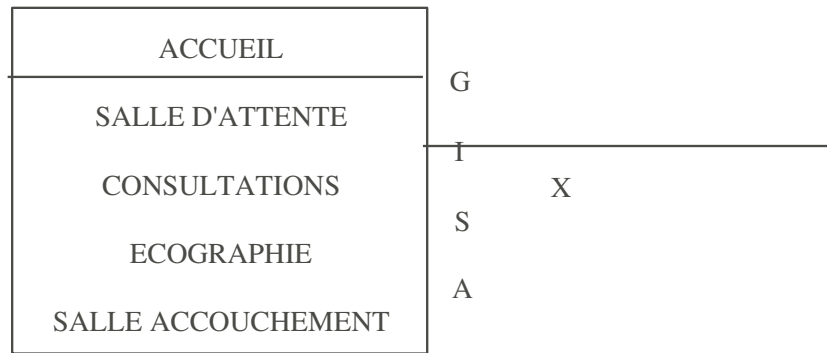 ACCUEIL
SALLE D'ATTENTE
CONSULTATIONS
ECOGRAPHIE
SALLE ACCOUCHEMENT
G
I
S
A
X